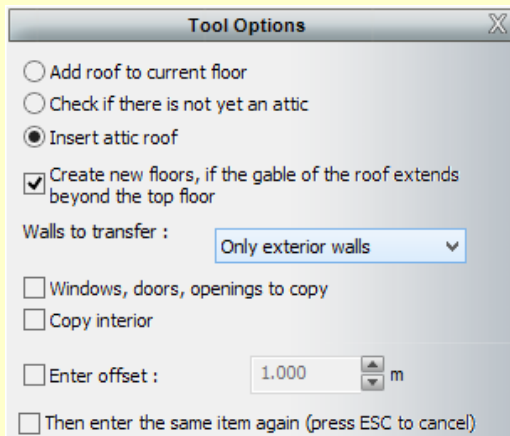 Tool Options X
Add roof to current floor
Check if there is not yet an attic
Insert attic roof
Create new floors, if the gable of the roof extends
beyond the top floor
Walls to transfer : Only exterior walls
Windows, doors, openings to copy
Copy interior
Enter offset : 1.000 m
Then enter the same item again (press ESC to cancel)